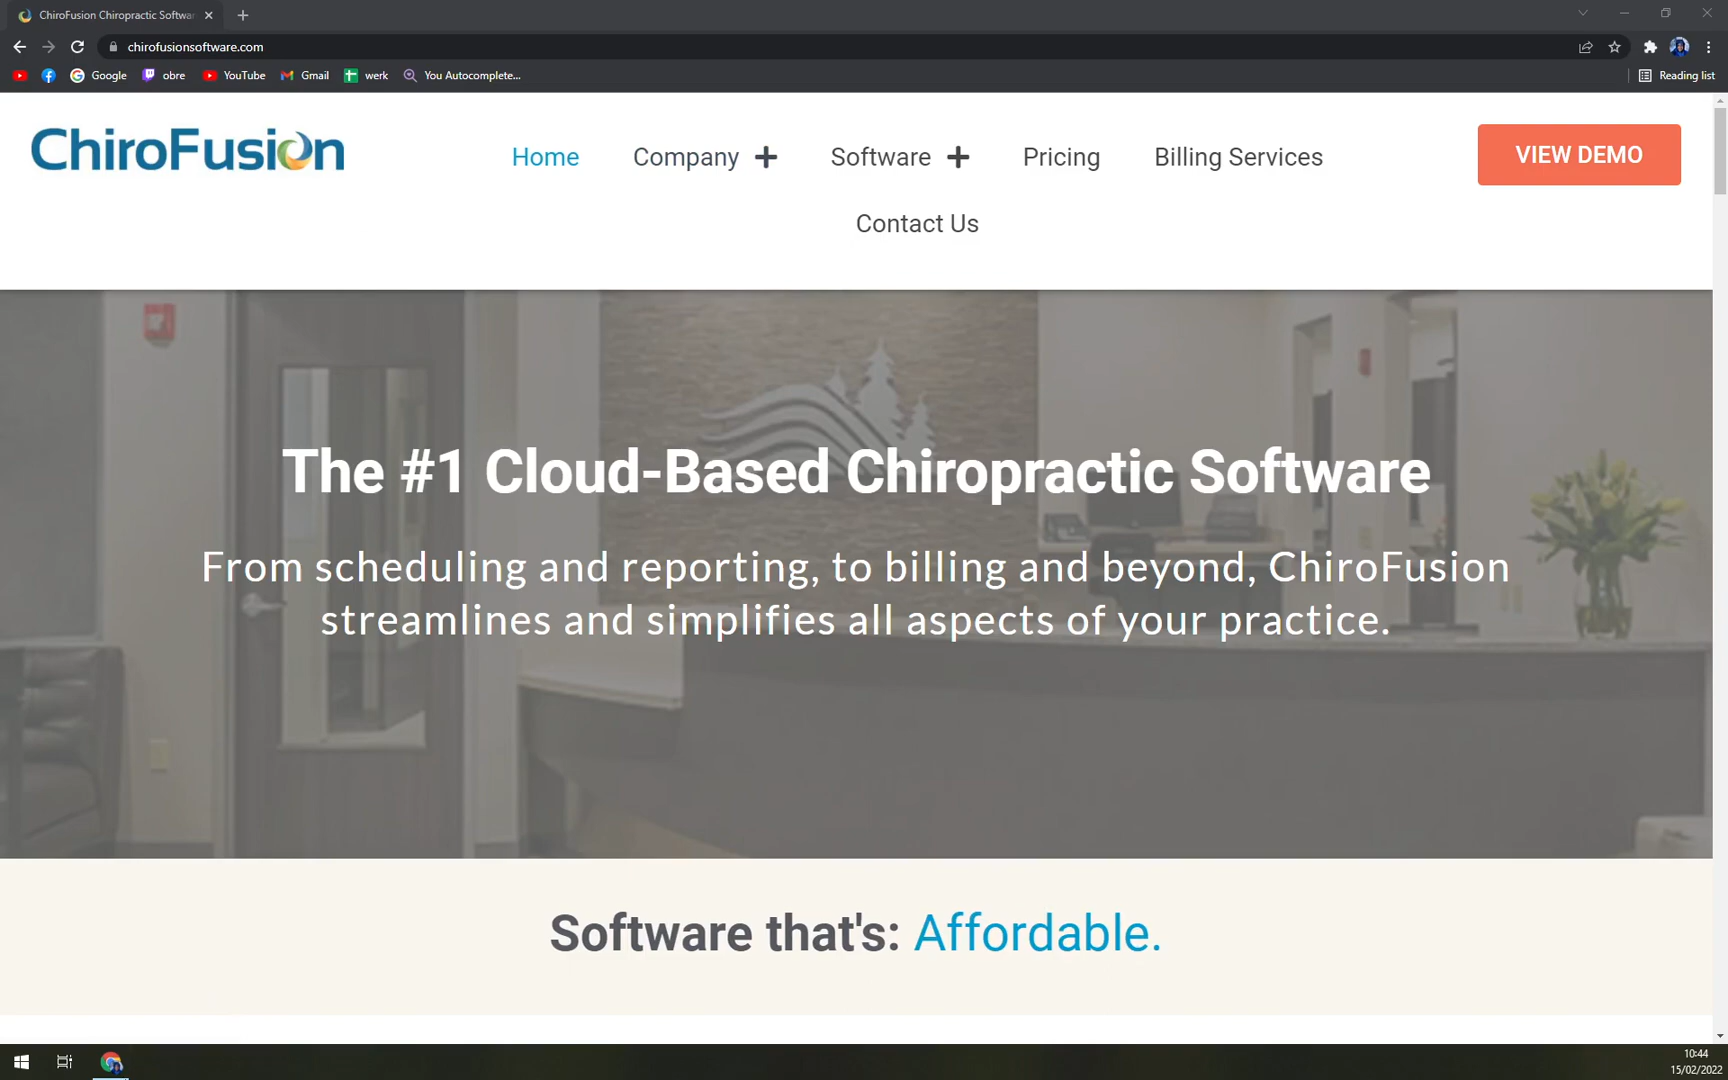 ChiroFusion Chiropractic Softwar
chirofusionsoftware.com
Google
obre
YouTube
Gmail
werk
You Autocomplete...
Reading list
ChiroFusion
Home
Company +
Software +
Pricing
Billing Services
Contact Us
VIEW DEMO
The #1 Cloud-Based Chiropractic Software
From scheduling and reporting, to billing and beyond, ChiroFusion
streamlines and simplifies all aspects of your practice.
Software that's: Affordable.
10:44
15/02/2022